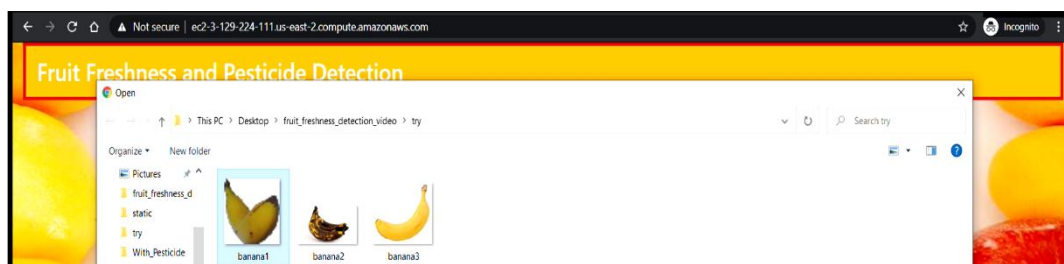 Not secure | ec2-3-129-224-111.us-east-2.compute.amazonaws.com
Incognito
Fruit Freshness and Pesticide Detection
Open
This PC > Desktop > fruit_freshness_detection_video > try
Search try
Organize
New folder
Pictures
fruit_freshness_d
static
try
With_Pesticide
banana1
banana2
banana3